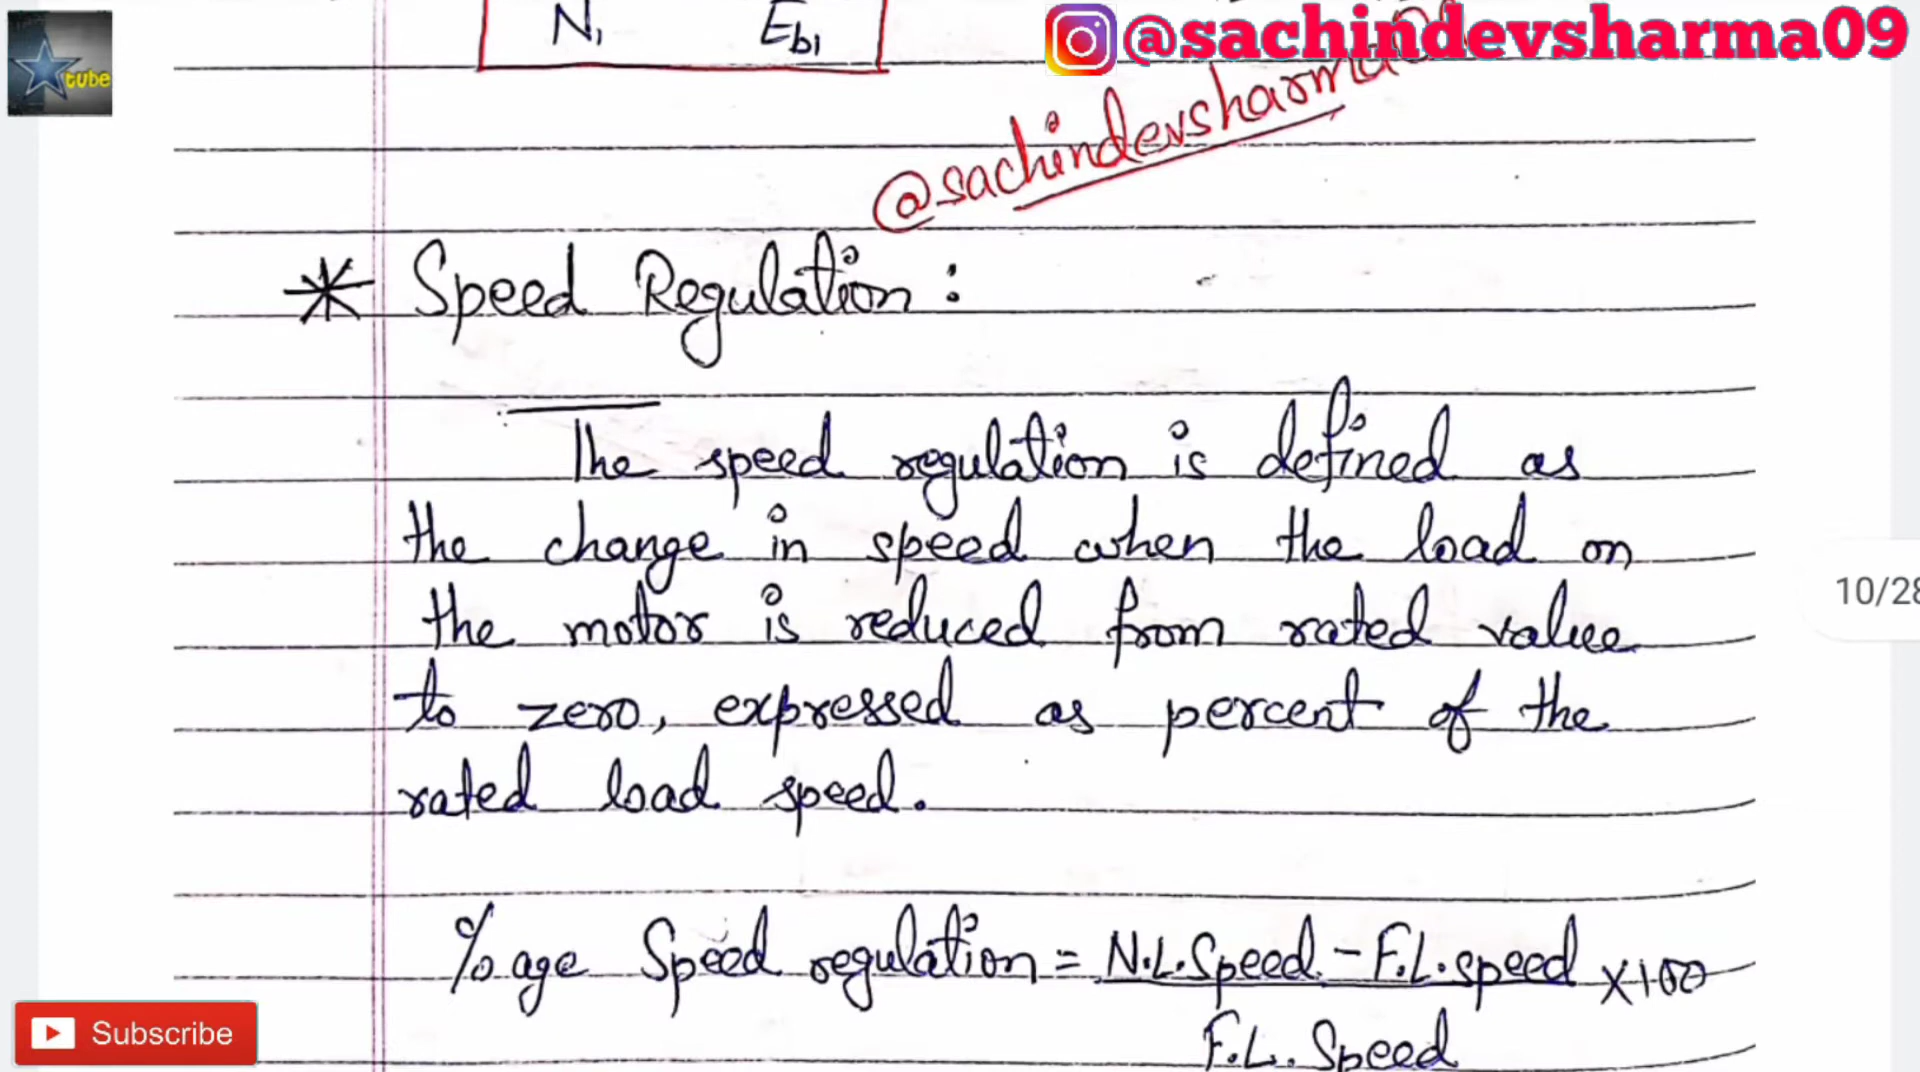 N₁ E_b1
@sachindevsharma09
tube
@sachindevsharma
* Speed Regulation :
The speed regulation is defined as
the change in speed when the load on
the motor is reduced from rated value
to zero, expressed as percent of the
rated load speed.
10/28
%age Speed regulation = N.L. Speed - F.L. speed x100
F.L. Speed
Subscribe